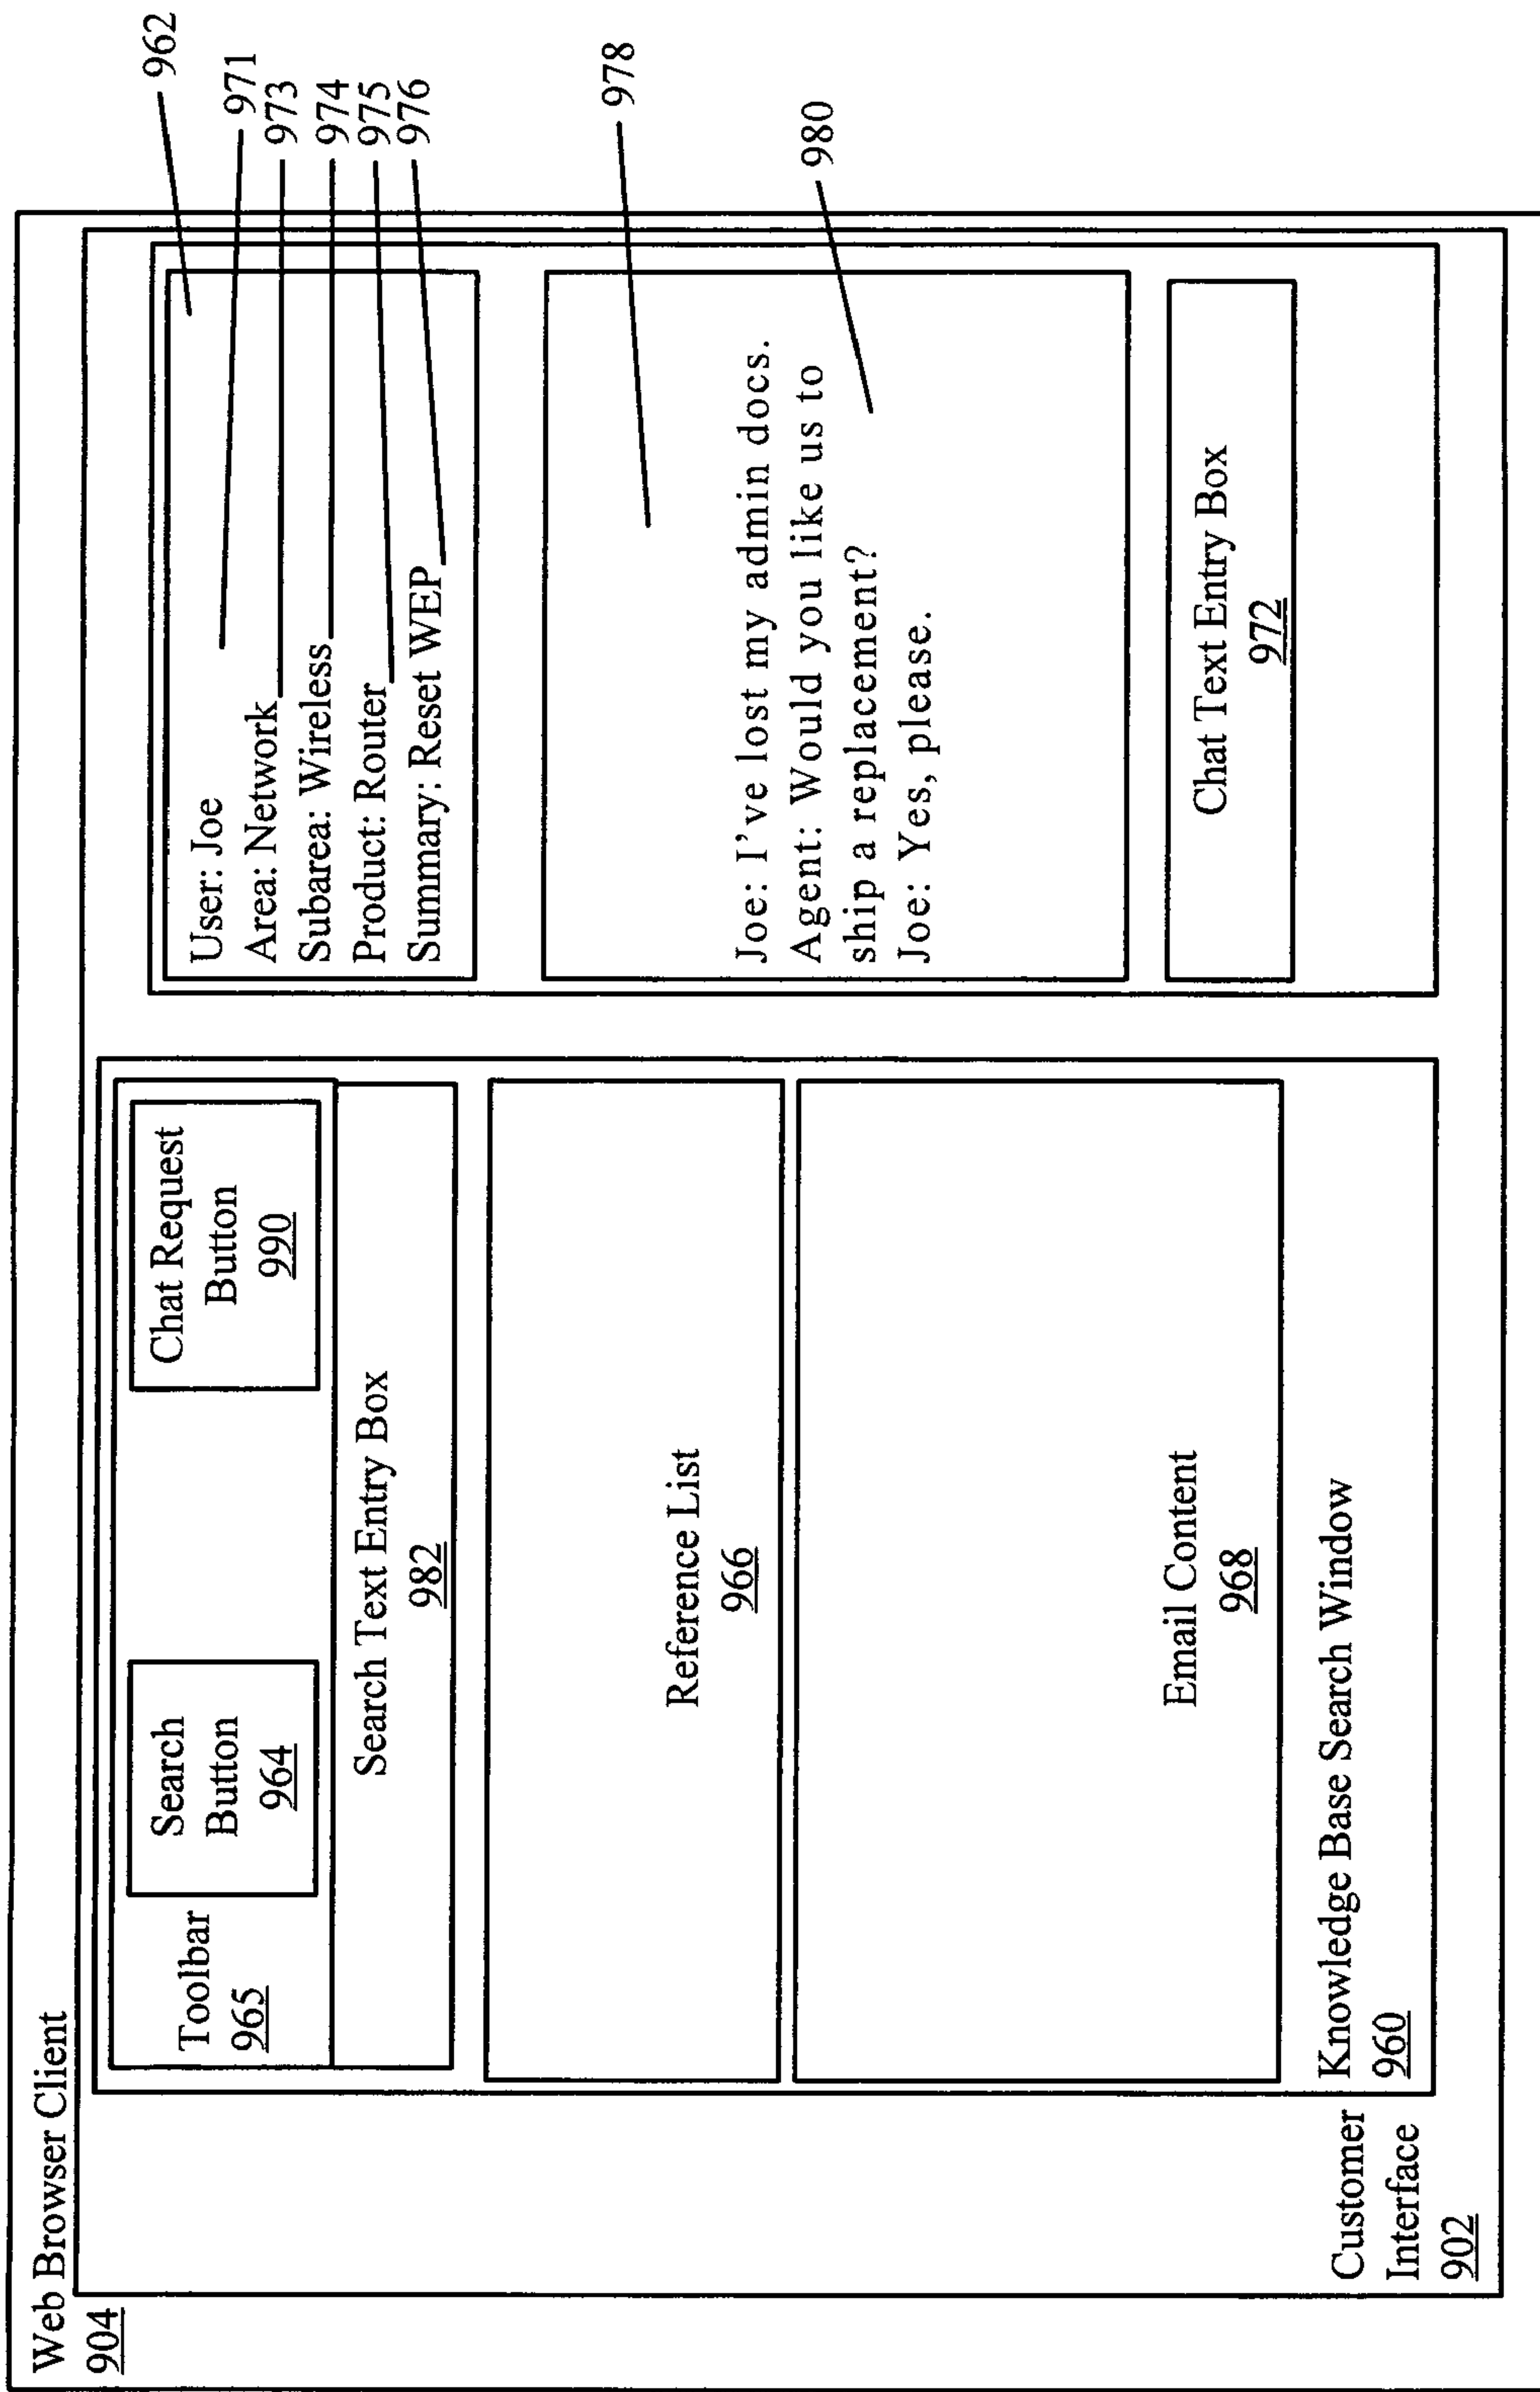 Web Browser Client
904
Toolbar
965
Search
Button
964
Chat Request
Button
990
Search Text Entry Box
982
Reference List
966
Email Content
968
Knowledge Base Search Window
960
Customer
Interface
902
User: Joe
Area: Network
Subarea: Wireless
Product: Router
Summary: Reset WEP
Joe: I've lost my admin docs.
Agent: Would you like us to
ship a replacement?
Joe: Yes, please.
Chat Text Entry Box
972
962
971
973
974
975
976
978
980